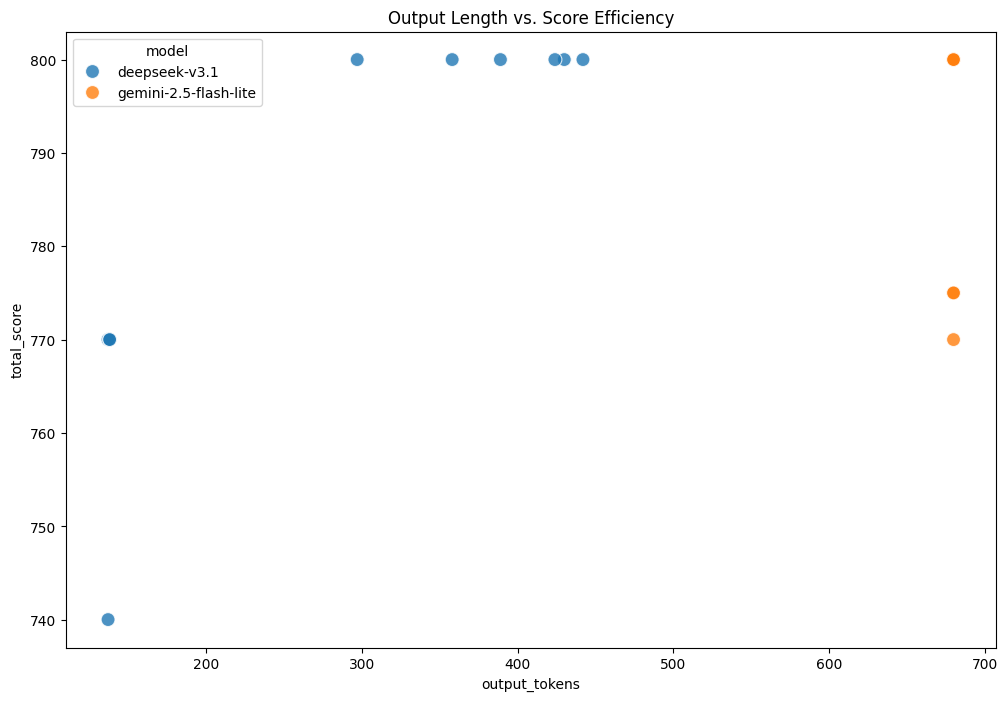 Output Length vs. Score Efficiency
model
deepseek-v3.1
gemini-2.5-flash-lite
total_score
800
790
780
770
760
750
740
200 300 400 500 600 700
output_tokens